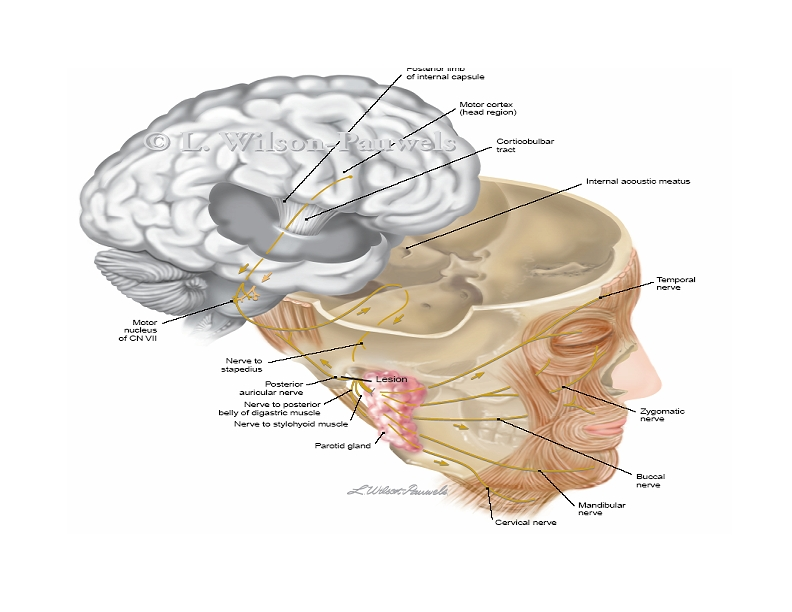 Posterior limb
of internal capsule
Motor cortex
(head region)
© L. Wilson-Pauwels
Corticobulbar
tract
Internal acoustic meatus
Temporal
nerve
Motor
nucleus
of CN VII
Nerve to
stapedius
Lesion
Posterior
auricular nerve
Nerve to posterior
belly of digastric muscle
Nerve to stylohyoid muscle
Parotid gland
Zygomatic
nerve
Buccal
nerve
L. Wilson-Pauwels
Mandibular
nerve
Cervical nerve